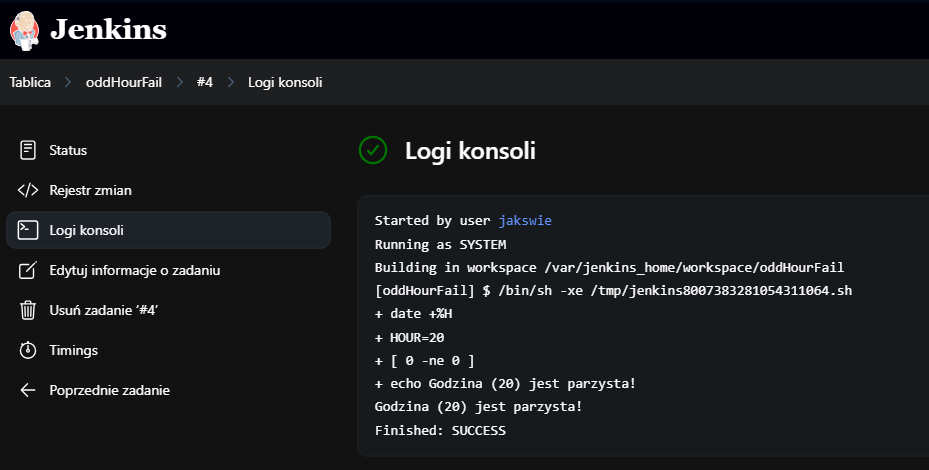 Jenkins
Tablica > oddHourFail > #4 > Logi konsoli
Status
Rejestr zmian
Logi konsoli
Edytuj informacje o zadaniu
Usuń zadanie ‘#4’
Timings
Poprzednie zadanie
Logi konsoli
Started by user jakswie
Running as SYSTEM
Building in workspace /var/jenkins_home/workspace/oddHourFail
[oddHourFail] $ /bin/sh -xe /tmp/jenkins8007383281054311064.sh
+ date +%H
+ HOUR=20
+ [ 0 -ne 0 ]
+ echo Godzina (20) jest parzysta!
Godzina (20) jest parzysta!
Finished: SUCCESS